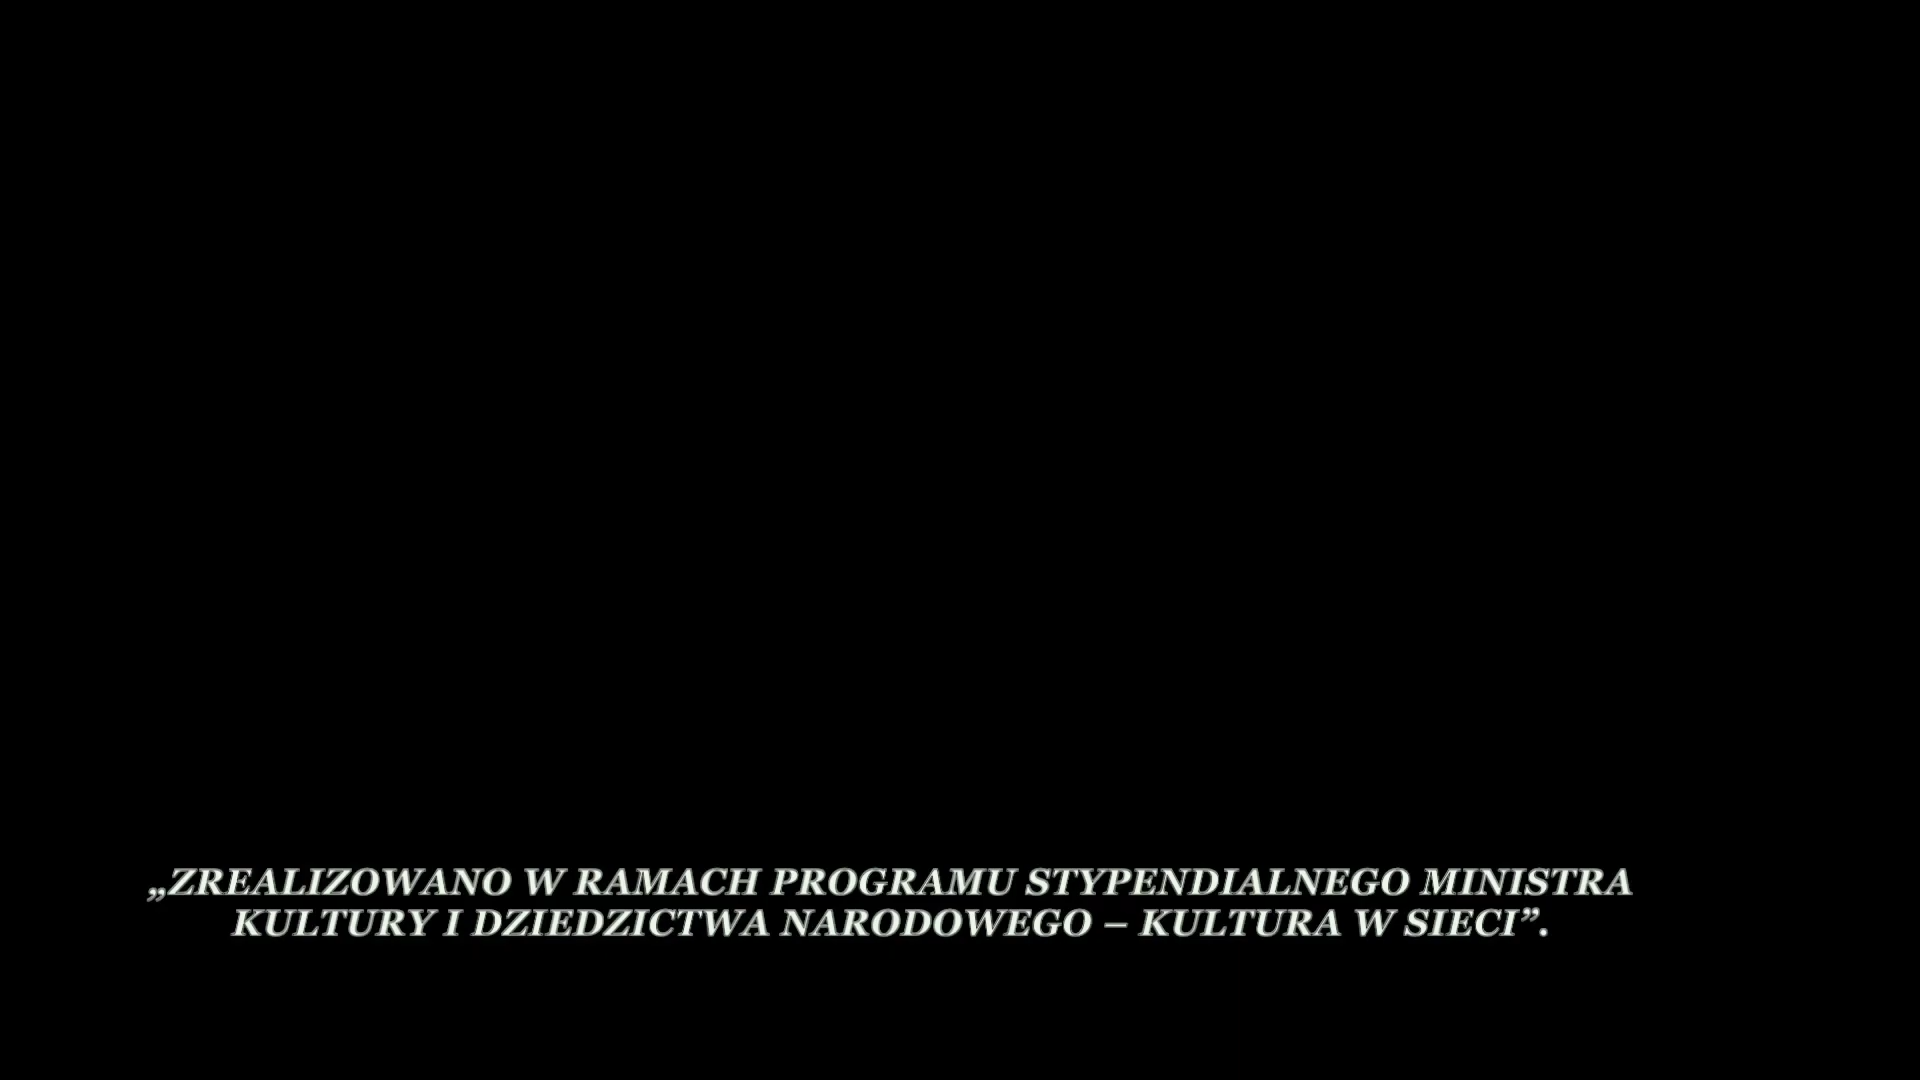 „ZREALIZOWANO W RAMACH PROGRAMU STYPENDIALNEGO MINISTRA
KULTURY I DZIEDZICTWA NARODOWEGO – KULTURA W SIECI”.